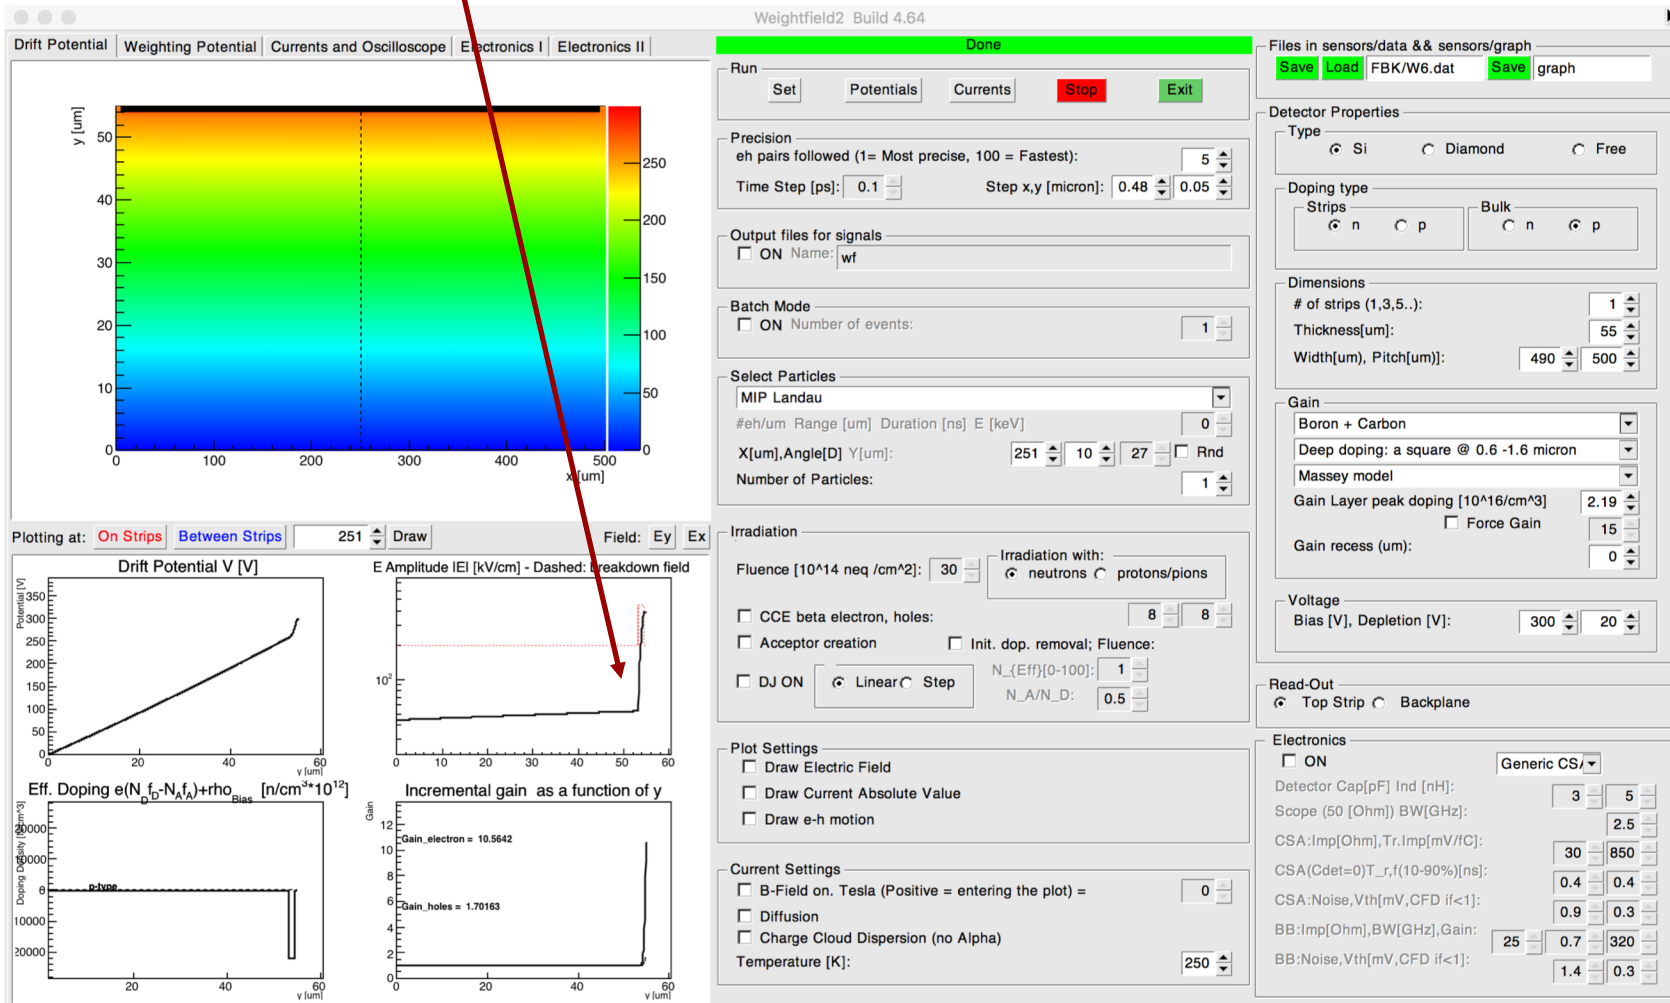 Weightfield2 Build 4.64
Drift Potential
Weighting Potential
Currents and Oscilloscope
Electronics I
Electronics II
y [um]
50
40
30
20
10
0
0
100
200
300
400
500
x [um]
250
200
150
100
50
0
Plotting at:
On Strips
Between Strips
251
Draw
Field:
Ey
Ex
Drift Potential V [V]
Potential [V]
350
300
250
200
150
100
50
0
0
20
40
60
y [um]
E Amplitude |E| [kV/cm] - Dashed: Breakdown field
10²
0
10
20
30
40
50
60
y [um]
Eff. Doping e(N_D f_D-N_A f_A)+rho_Bias [n/cm³*10¹²]
p-type
20
40
60
y [um]
Incremental gain as a function of y
Gain
12
10
8
6
4
2
0
Gain_electron = 10.5642
Gain_holes = 1.70163
0
20
40
60
y [um]
Done
Run
Set
Potentials
Currents
Stop
Exit
Precision
eh pairs followed (1= Most precise, 100 = Fastest):
5
Time Step [ps]:
0.1
Step x,y [micron]:
0.48
0.05
Output files for signals
ON Name:
wf
Batch Mode
ON Number of events:
1
Select Particles
MIP Landau
#eh/um Range [um] Duration [ns] E [keV]
0
X[um],Angle[D] Y[um]:
251
10
27
Rnd
Number of Particles:
1
Irradiation
Fluence [10^14 neq /cm^2]:
30
Irradiation with:
neutrons
protons/pions
CCE beta electron, holes:
8
8
Acceptor creation
Init. dop. removal; Fluence:
DJ ON
Linear
Step
N_{Eff}[0-100]:
1
N_A/N_D:
0.5
Plot Settings
Draw Electric Field
Draw Current Absolute Value
Draw e-h motion
Current Settings
B-Field on. Tesla (Positive = entering the plot) =
0
Diffusion
Charge Cloud Dispersion (no Alpha)
Temperature [K]:
250
Files in sensors/data && sensors/graph
Save
Load
FBK/W6.dat
Save
graph
Detector Properties
Type
Si
Diamond
Free
Doping type
Strips
n
p
Bulk
n
p
Dimensions
# of strips (1,3,5..):
1
Thickness[um]:
55
Width[um), Pitch[um)]:
490
500
Gain
Boron + Carbon
Deep doping: a square @ 0.6 -1.6 micron
Massey model
Gain Layer peak doping [10^16/cm^3]
2.19
Force Gain
15
Gain recess (um):
0
Voltage
Bias [V], Depletion [V]:
300
20
Read-Out
Top Strip
Backplane
Electronics
ON
Generic CSA
Detector Cap[pF] Ind [nH]:
3
5
Scope (50 [Ohm]) BW[GHz]:
2.5
CSA:Imp[Ohm],Tr.Imp[mV/fC]:
30
850
CSA(Cdet=0)T_r,f(10-90%)[ns]:
0.4
0.4
CSA:Noise,Vth[mV,CFD if<1]:
0.9
0.3
BB:Imp[Ohm],BW[GHz],Gain:
25
0.7
320
BB:Noise,Vth[mV,CFD if<1]:
1.4
0.3